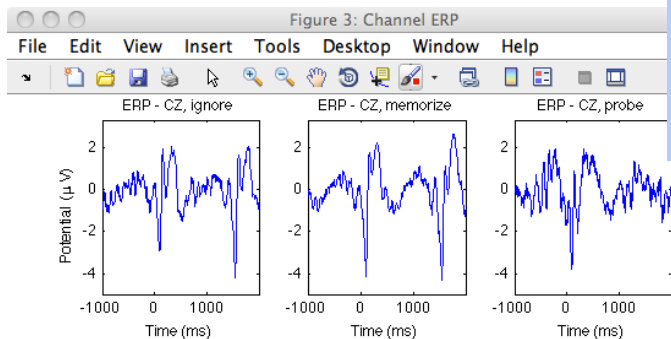 Figure 3: Channel ERP
File Edit View Insert Tools Desktop Window Help
ERP - CZ, ignore ERP - CZ, memorize ERP - CZ, probe
2 2 2
0 0 0
-2 -2 -2
-4 -4 -4
Potential (μ V)
-1000 0 1000 -1000 0 1000 -1000 0 1000
Time (ms) Time (ms) Time (ms)